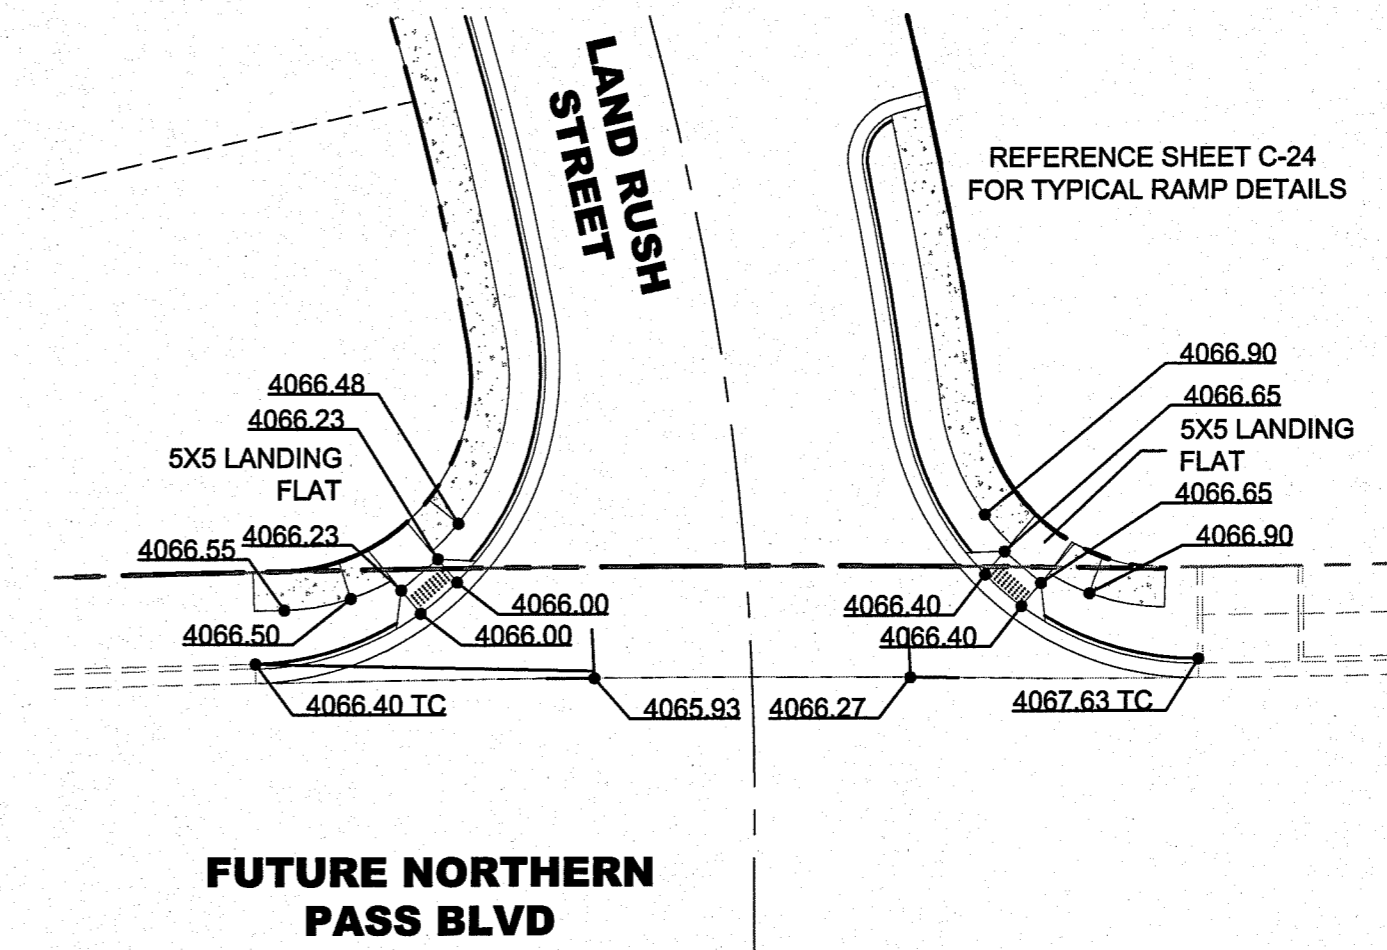 LAND RUSH
STREET
REFERENCE SHEET C-24
FOR TYPICAL RAMP DETAILS
4066.48
4066.23
5X5 LANDING
FLAT
4066.23
4066.55
4066.50
4066.00
4066.00
4066.40 TC
4065.93
4066.90
4066.65
5X5 LANDING
FLAT
4066.65
4066.90
4066.40
4066.40
4066.27
4067.63 TC
FUTURE NORTHERN
PASS BLVD